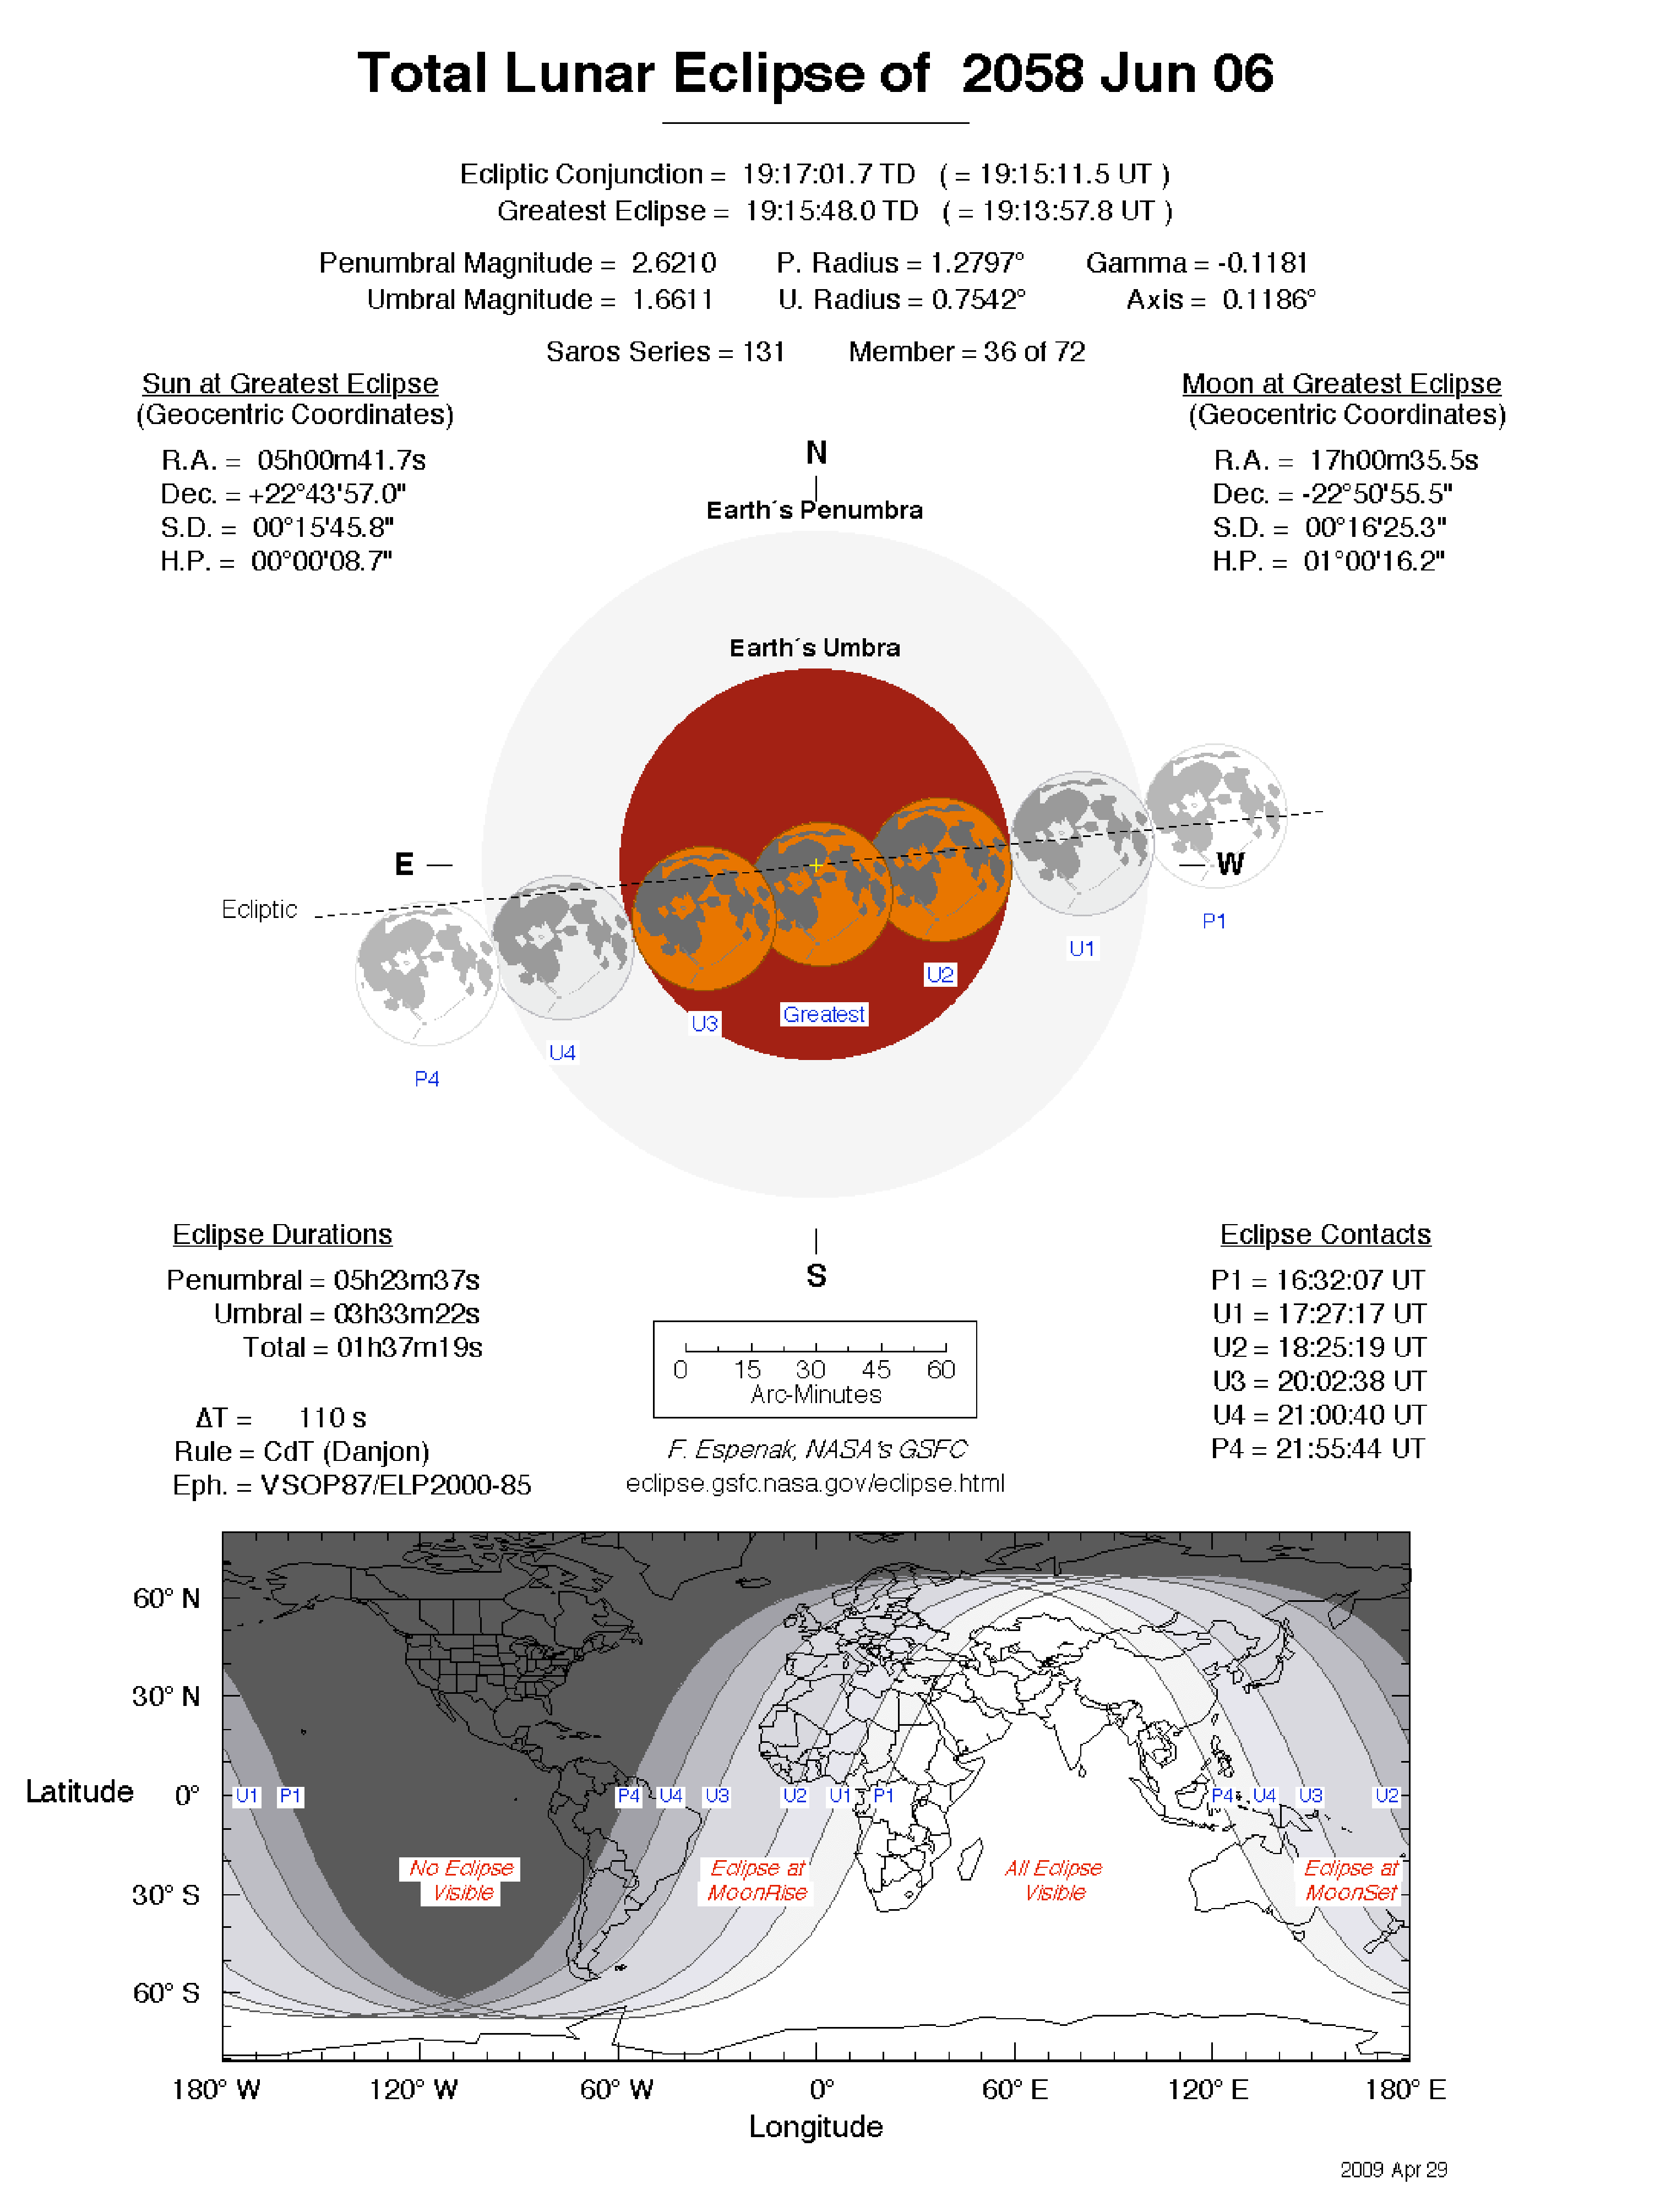 Total Lunar Eclipse of 2058 Jun 06
Ecliptic Conjunction = 19:17:01.7 TD ( = 19:15:11.5 UT )
Greatest Eclipse = 19:15:48.0 TD ( = 19:13:57.8 UT )
Penumbral Magnitude = 2.6210 P. Radius = 1.2797° Gamma = -0.1181
Umbral Magnitude = 1.6611 U. Radius = 0.7542° Axis = 0.1186°
Saros Series = 131 Member = 36 of 72
Sun at Greatest Eclipse
(Geocentric Coordinates)
R.A. = 05h00m41.7s
Dec. = +22°43'57.0"
S.D. = 00°15'45.8"
H.P. = 00°00'08.7"
Moon at Greatest Eclipse
(Geocentric Coordinates)
R.A. = 17h00m35.5s
Dec. = -22°50'55.5"
S.D. = 00°16'25.3"
H.P. = 01°00'16.2"
N
Earth´s Penumbra
Earth´s Umbra
E
W
Ecliptic
P1
U1
U2
Greatest
U3
U4
P4
S
Eclipse Durations
Penumbral = 05h23m37s
Umbral = 03h33m22s
Total = 01h37m19s
ΔT = 110 s
Rule = CdT (Danjon)
Eph. = VSOP87/ELP2000-85
0 15 30 45 60
Arc-Minutes
F. Espenak, NASA's GSFC
eclipse.gsfc.nasa.gov/eclipse.html
Eclipse Contacts
P1 = 16:32:07 UT
U1 = 17:27:17 UT
U2 = 18:25:19 UT
U3 = 20:02:38 UT
U4 = 21:00:40 UT
P4 = 21:55:44 UT
60° N
30° N
Latitude 0°
30° S
60° S
U1 P1 P4 U4 U3 U2 U1 P1 P4 U4 U3 U2
No Eclipse
Visible
Eclipse at
MoonRise
All Eclipse
Visible
Eclipse at
MoonSet
180° W 120° W 60° W 0° 60° E 120° E 180° E
Longitude
2009 Apr 29